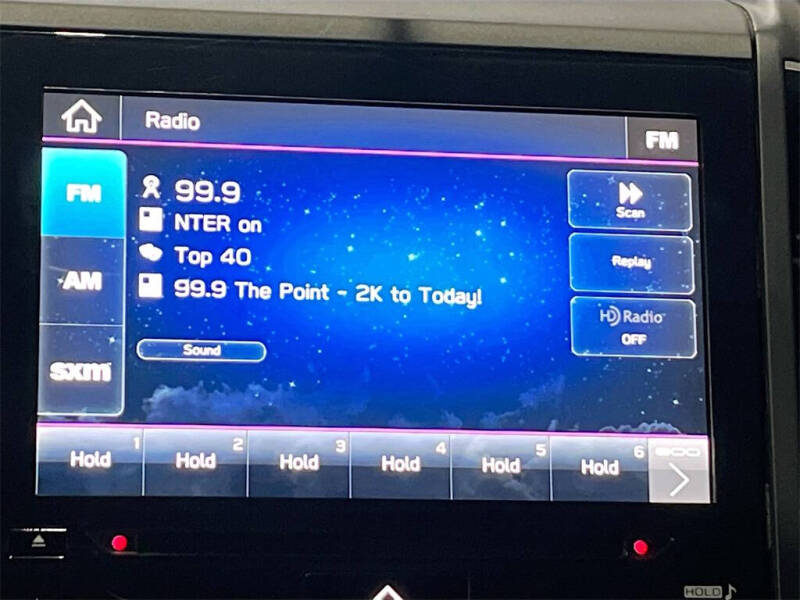 Radio
FM
FM
AM
sxm
99.9
NTER on
Top 40
99.9 The Point - 2K to Today!
Sound
Scan
Replay
HD Radio
OFF
1 Hold
2 Hold
3 Hold
4 Hold
5 Hold
6 Hold
HOLD